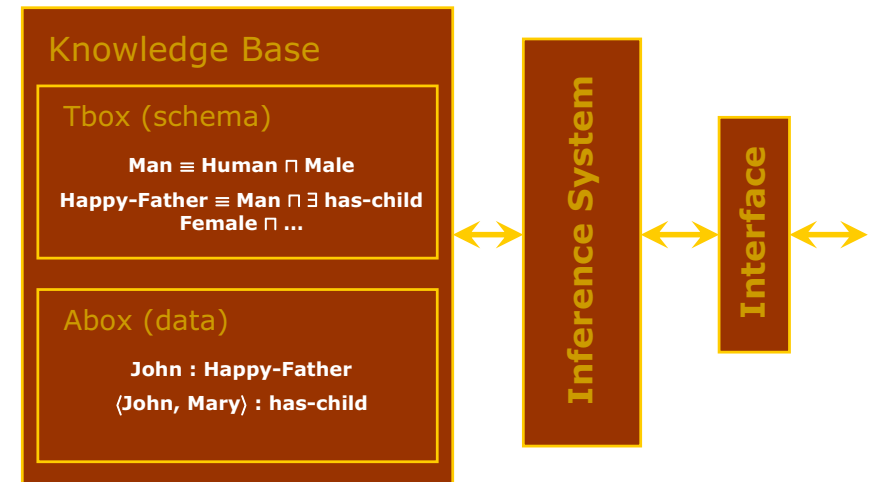 Knowledge Base
Tbox (schema)
Man ≡ Human ⊓ Male
Happy-Father ≡ Man ⊓ ∃ has-child
Female ⊓ ...
Abox (data)
John : Happy-Father
⟨John, Mary⟩ : has-child
Inference System
Interface